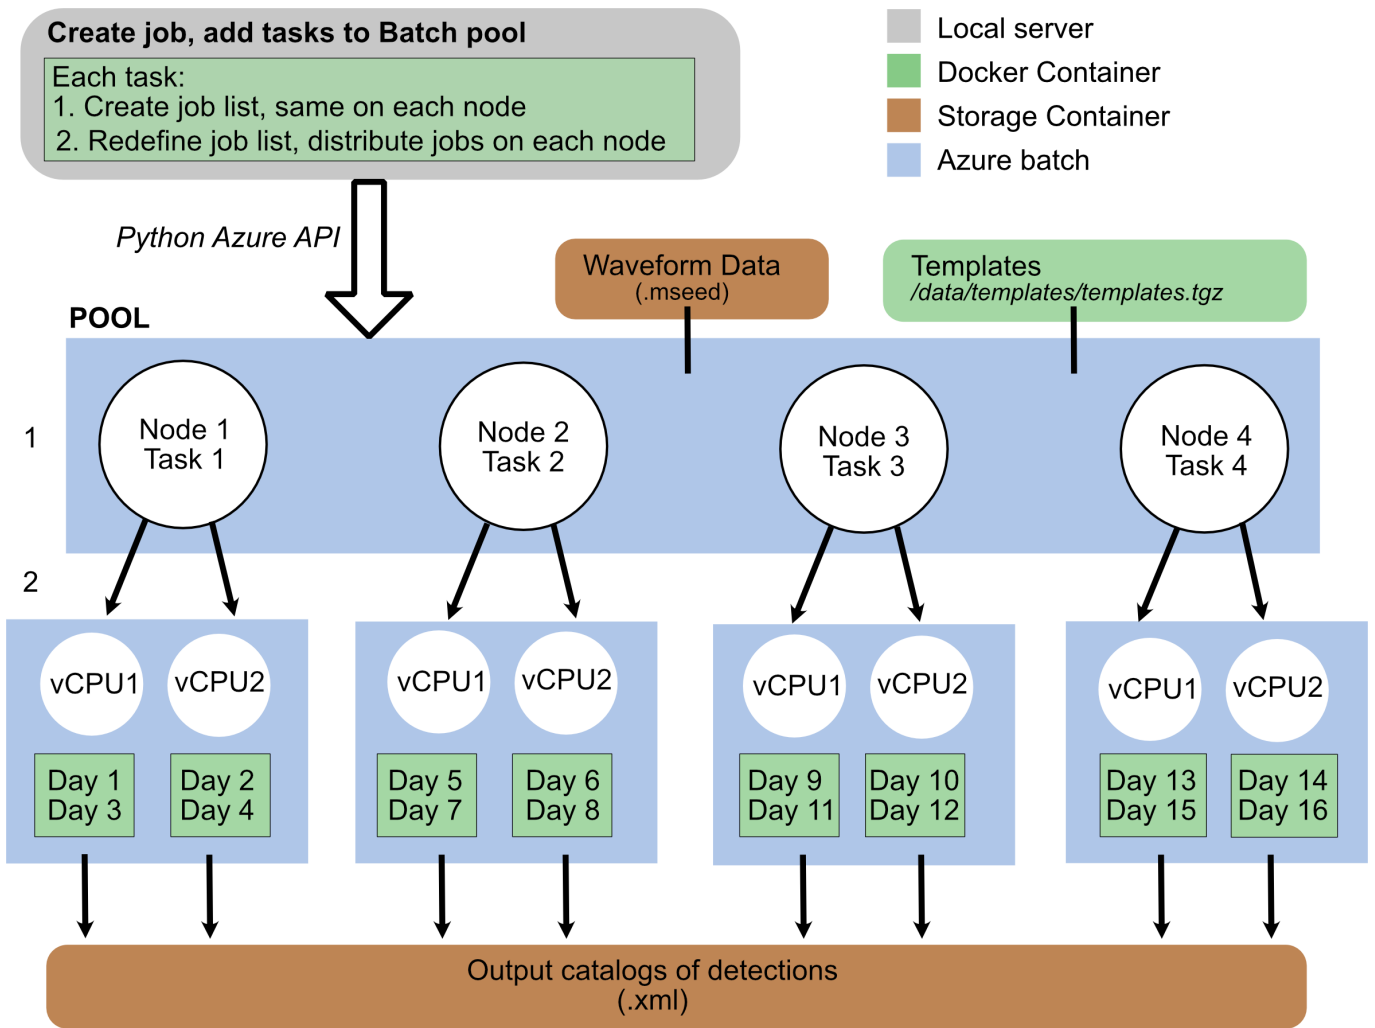 Create job, add tasks to Batch pool
Each task:
1. Create job list, same on each node
2. Redefine job list, distribute jobs on each node
Local server
Docker Container
Storage Container
Azure batch
Python Azure API
Waveform Data
(.mseed)
Templates
/data/templates/templates.tgz
POOL
1
Node 1
Task 1
Node 2
Task 2
Node 3
Task 3
Node 4
Task 4
2
vCPU1
vCPU2
vCPU1
vCPU2
vCPU1
vCPU2
vCPU1
vCPU2
Day 1
Day 3
Day 2
Day 4
Day 5
Day 7
Day 6
Day 8
Day 9
Day 11
Day 10
Day 12
Day 13
Day 15
Day 14
Day 16
Output catalogs of detections
(.xml)